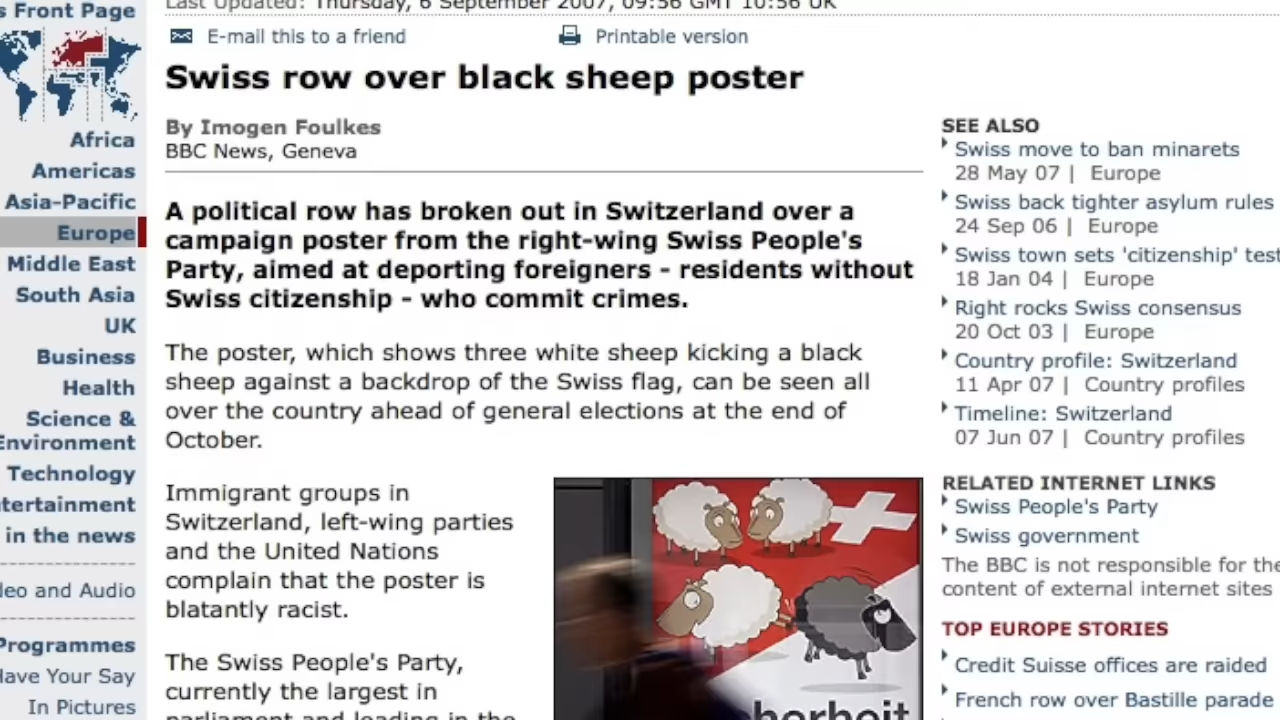 s Front Page
Africa
Americas
Asia-Pacific
Europe
Middle East
South Asia
UK
Business
Health
Science &
Environment
Technology
tertainment
in the news
eo and Audio
Programmes
Have Your Say
In Pictures
Last Updated: Thursday, 6 September 2007, 09:56 GMT 10:56 UK
E-mail this to a friend
Printable version
Swiss row over black sheep poster
By Imogen Foulkes
BBC News, Geneva
A political row has broken out in Switzerland over a
campaign poster from the right-wing Swiss People's
Party, aimed at deporting foreigners - residents without
Swiss citizenship - who commit crimes.
The poster, which shows three white sheep kicking a black
sheep against a backdrop of the Swiss flag, can be seen all
over the country ahead of general elections at the end of
October.
Immigrant groups in
Switzerland, left-wing parties
and the United Nations
complain that the poster is
blatantly racist.
The Swiss People's Party,
currently the largest in
parliament and leading in the
herheit
SEE ALSO
Swiss move to ban minarets
28 May 07 | Europe
Swiss back tighter asylum rules
24 Sep 06 | Europe
Swiss town sets 'citizenship' test
18 Jan 04 | Europe
Right rocks Swiss consensus
20 Oct 03 | Europe
Country profile: Switzerland
11 Apr 07 | Country profiles
Timeline: Switzerland
07 Jun 07 | Country profiles
RELATED INTERNET LINKS
Swiss People's Party
Swiss government
The BBC is not responsible for the
content of external internet sites
TOP EUROPE STORIES
Credit Suisse offices are raided
French row over Bastille parade